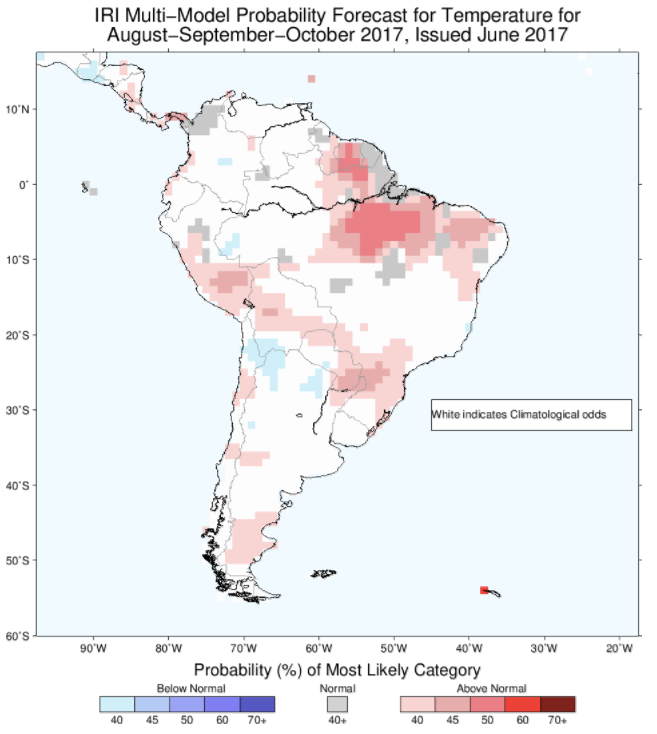 IRI Multi−Model Probability Forecast for Temperature for
August−September−October 2017, Issued June 2017
10˚N
0˚
10˚S
20˚S
30˚S
40˚S
50˚S
60˚S
White indicates Climatological odds
90˚W 80˚W 70˚W 60˚W 50˚W 40˚W 30˚W 20˚W
Probability (%) of Most Likely Category
Below Normal Normal Above Normal
40 45 50 60 70+ 40+ 40 45 50 60 70+